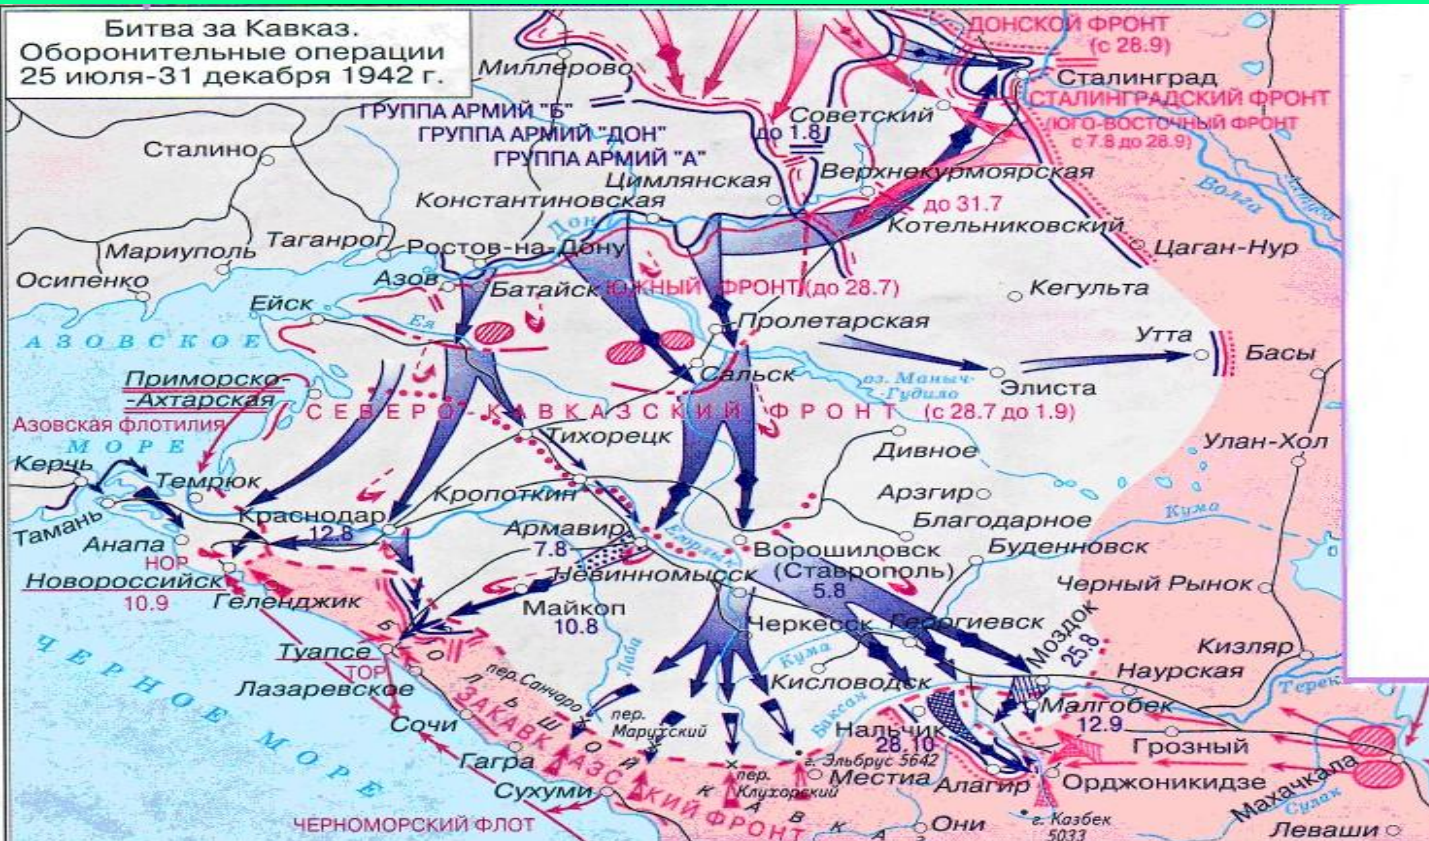 Битва за Кавказ.
Оборонительные операции
25 июля-31 декабря 1942 г.
ДОНСКОЙ ФРОНТ
(с 28.9)
Миллерово
Сталинград
СТАЛИНГРАДСКИЙ ФРОНТ
(ЮГО-ВОСТОЧНЫЙ ФРОНТ
с 7.8 до 28.9)
ГРУППА АРМИЙ "Б"
ГРУППА АРМИЙ "ДОН"
ГРУППА АРМИЙ "А"
Советский
до 1.8
Сталино
Цимлянская
Верхнекурмоярская
Волга
Константиновская
до 31.7
Дон
Котельниковский
Мариуполь
Таганрог
Ростов-на-Дону
Цаган-Нур
Осипенко
Азов
Батайск
ЮЖНЫЙ ФРОНТ (до 28.7)
Кегульта
Ейск
Ея
Пролетарская
АЗОВСКОЕ
Утта
Басы
Приморско-
-Ахтарская
Сальск
оз. Маныч-
-Гудило
Элиста
СЕВЕРО-КАВКАЗСКИЙ ФРОНТ (с 28.7 до 1.9)
Азовская флотилия
МОРЕ
Тихорецк
Дивное
Улан-Хол
Керчь
Темрюк
Кропоткин
Арзгир
Тамань
Краснодар
12.8
Армавир
7.8
Егорлык
Благодарное
Кума
Анапа
НОР
Ворошиловск
(Ставрополь)
5.8
Буденновск
Новороссийск
10.9
Невинномысск
Черный Рынок
Геленджик
Майкоп
10.8
Черкесск
Георгиевск
Моздок
25.8
Туапсе
ТОР
Лаба
Кума
Кизляр
пер.Санчаро
Наурская
Лазаревское
Кисловодск
Терек
ЧЕРНОЕ МОРЕ
Сочи
пер.
Марухский
Баксан
Малгобек
12.9
Нальчик
28.10
Грозный
Гагра
г. Эльбрус 5642
БОЛЬШОЙ КАВКАЗ
ЗАКАВКАЗСКИЙ ФРОНТ
Сухуми
пер.
Клухорский
Местиа
Алагир
Орджоникидзе
Махачкала
Сулак
ЧЕРНОМОРСКИЙ ФЛОТ
Они
г. Казбек
5033
Леваши